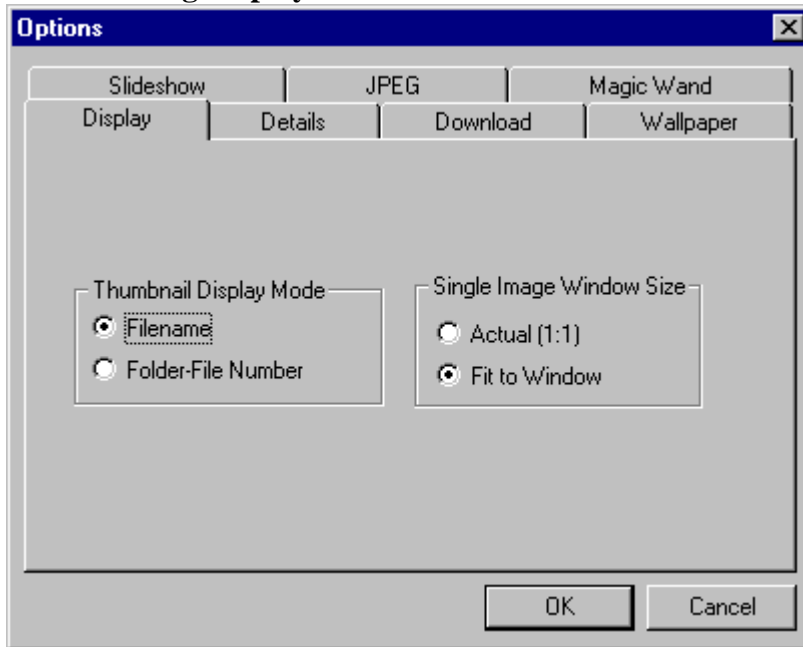 Options
Slideshow JPEG Magic Wand
Display Details Download Wallpaper
Thumbnail Display Mode
Filename
Folder-File Number
Single Image Window Size
Actual (1:1)
Fit to Window
OK Cancel